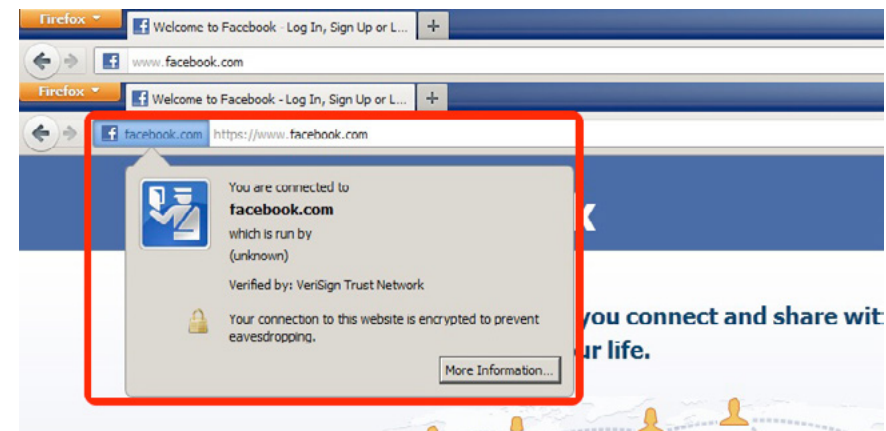 Firefox
Welcome to Facebook - Log In, Sign Up or L...
www.facebook.com
Firefox
Welcome to Facebook - Log In, Sign Up or L...
facebook.com https://www.facebook.com
You are connected to
facebook.com
which is run by
(unknown)
Verified by: VeriSign Trust Network
Your connection to this website is encrypted to prevent
eavesdropping.
More Information...
you connect and share wit
ur life.